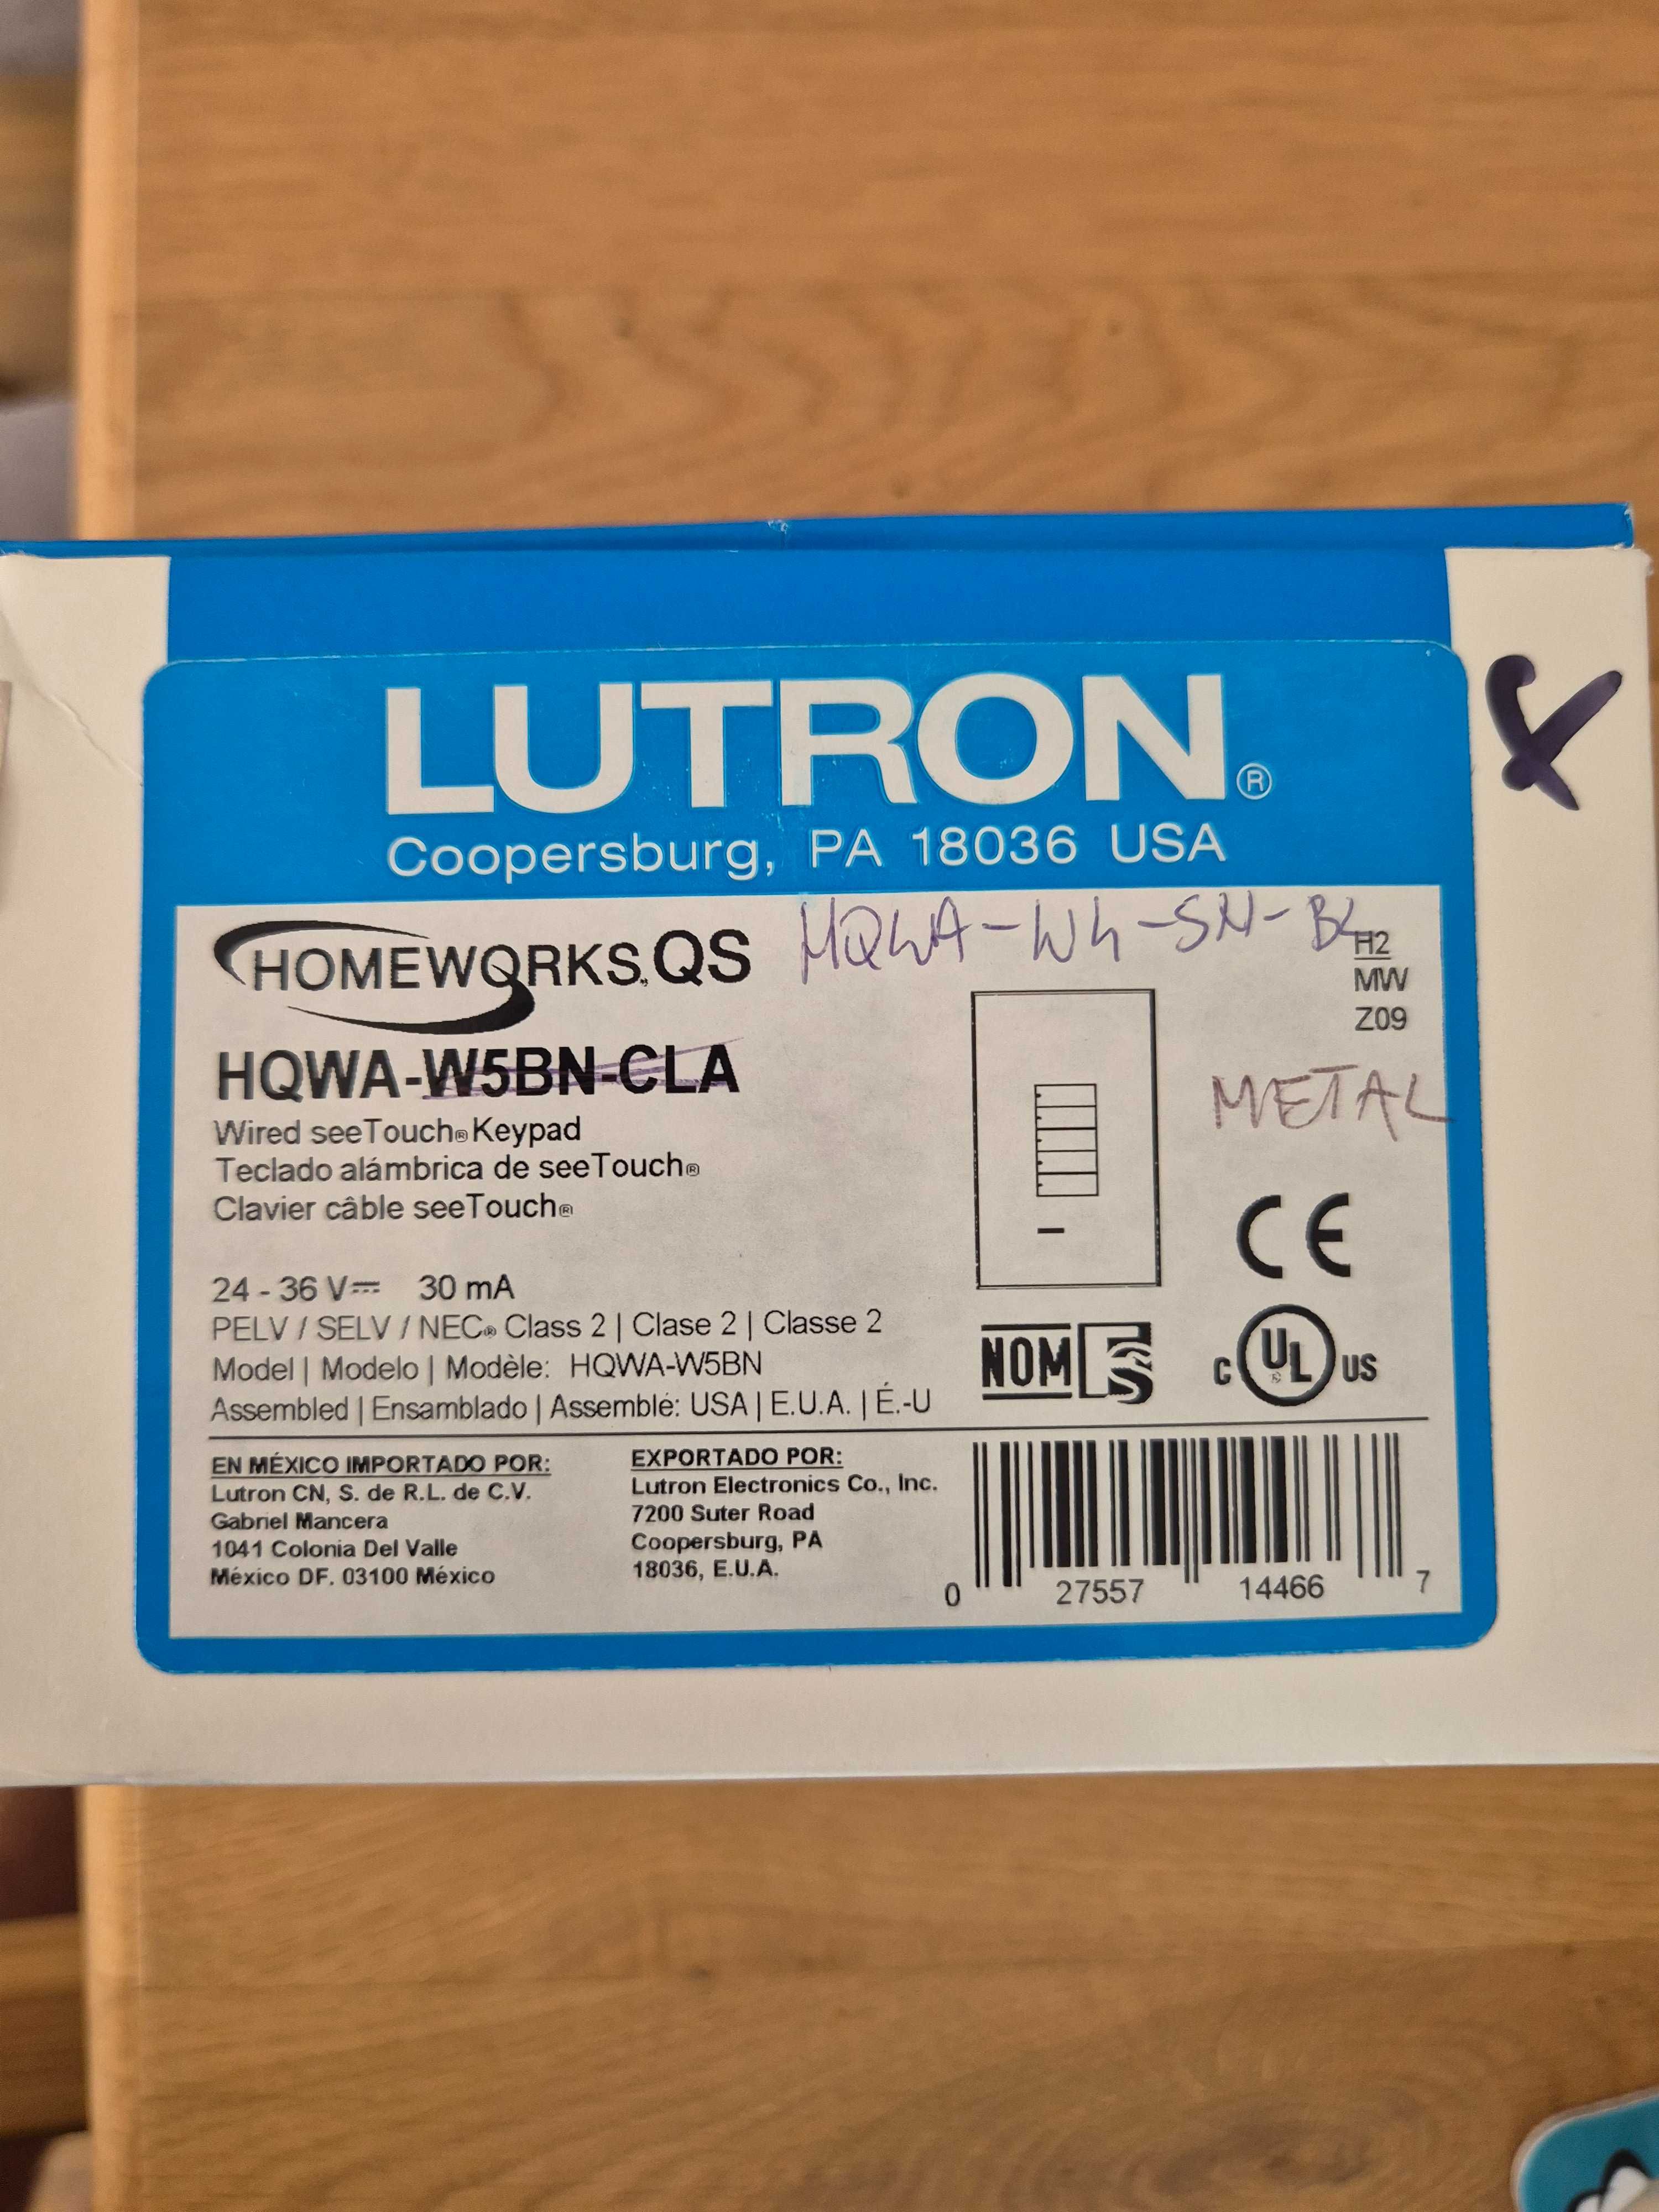 LUTRON®
Coopersburg, PA 18036 USA
HOMEWORKS™ QS
HQWA-W4-SN-BL
H2
MW
Z09
HQWA-W5BN-CLA
METAL
Wired seeTouch® Keypad
Teclado alámbrica de seeTouch®
Clavier câble seeTouch®
CE
24 - 36 V 30 mA
PELV / SELV / NEC® Class 2 | Clase 2 | Classe 2
Model | Modelo | Modèle: HQWA-W5BN
Assembled | Ensamblado | Assemblé: USA | E.U.A. | É.-U
NOM
C UL® US
EN MÉXICO IMPORTADO POR:
Lutron CN, S. de R.L. de C.V.
Gabriel Mancera
1041 Colonia Del Valle
México DF. 03100 México
EXPORTADO POR:
Lutron Electronics Co., Inc.
7200 Suter Road
Coopersburg, PA
18036, E.U.A.
0 27557 14466 7